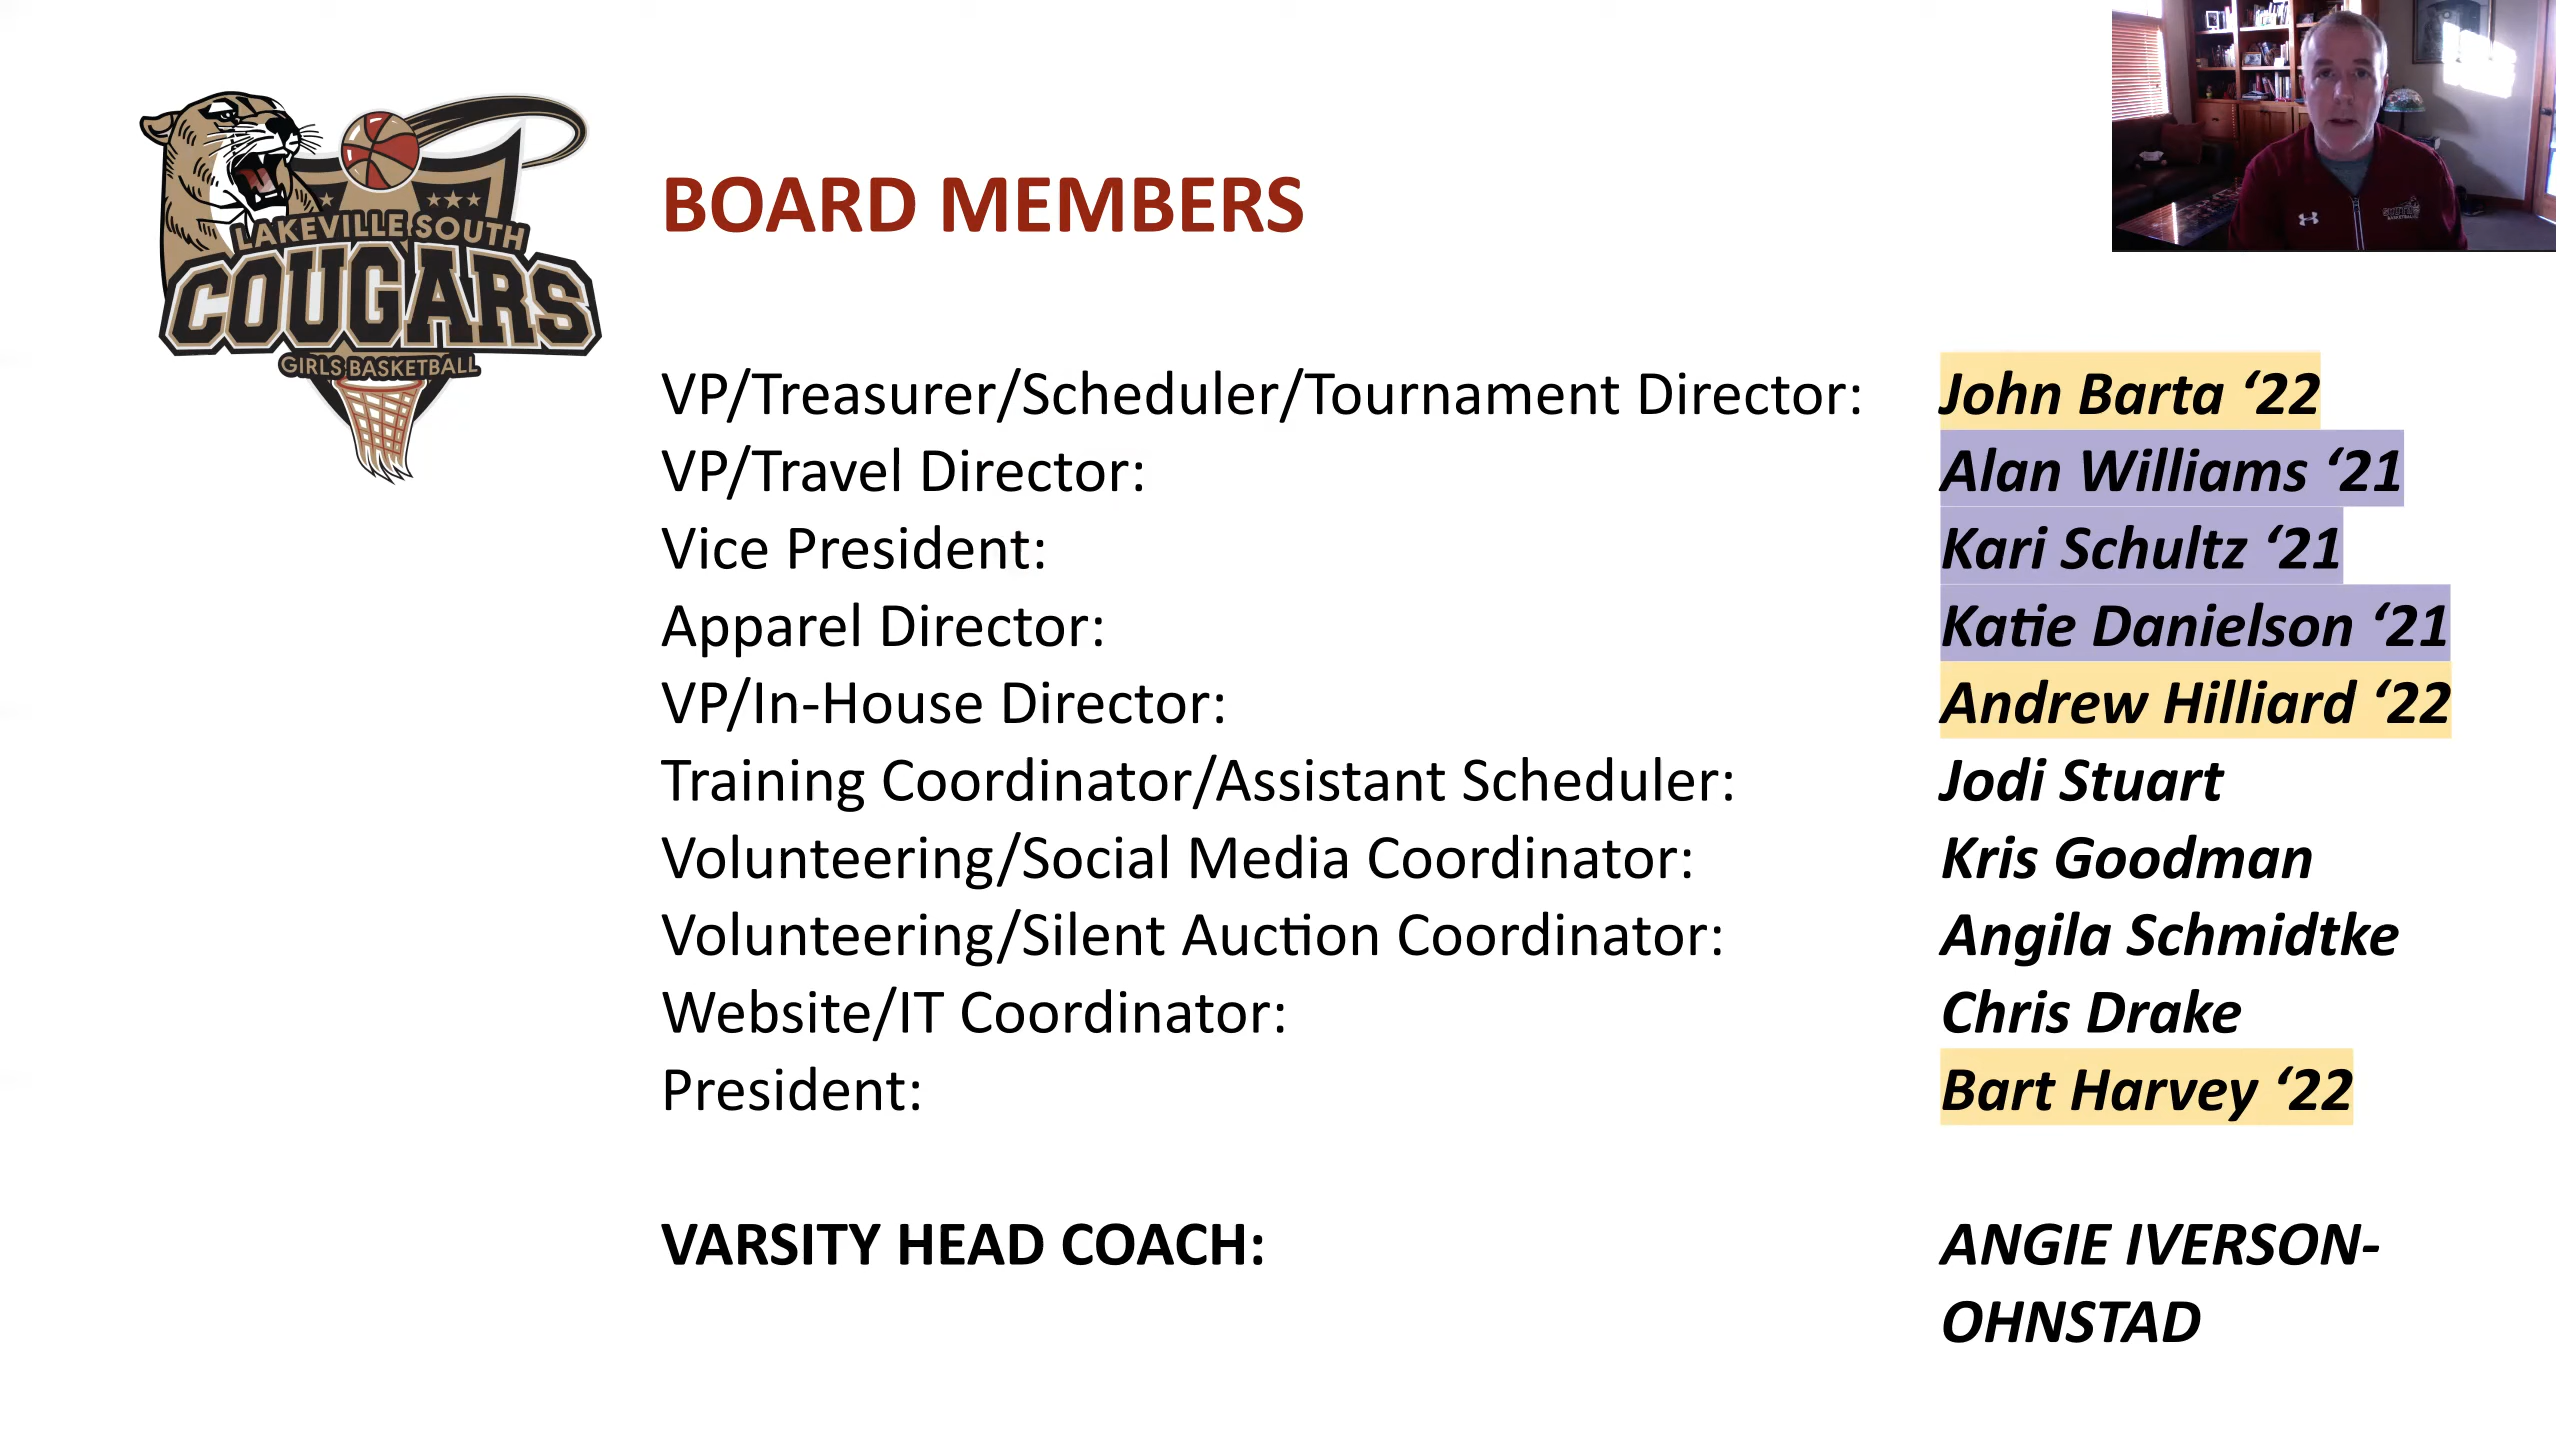 LAKEVILLE SOUTH
COUGARS
GIRLS BASKETBALL
BOARD MEMBERS
VP/Treasurer/Scheduler/Tournament Director: John Barta ‘22
VP/Travel Director: Alan Williams ‘21
Vice President: Kari Schultz ‘21
Apparel Director: Katie Danielson ‘21
VP/In-House Director: Andrew Hilliard ‘22
Training Coordinator/Assistant Scheduler: Jodi Stuart
Volunteering/Social Media Coordinator: Kris Goodman
Volunteering/Silent Auction Coordinator: Angila Schmidtke
Website/IT Coordinator: Chris Drake
President: Bart Harvey ‘22
VARSITY HEAD COACH: ANGIE IVERSON-
OHNSTAD